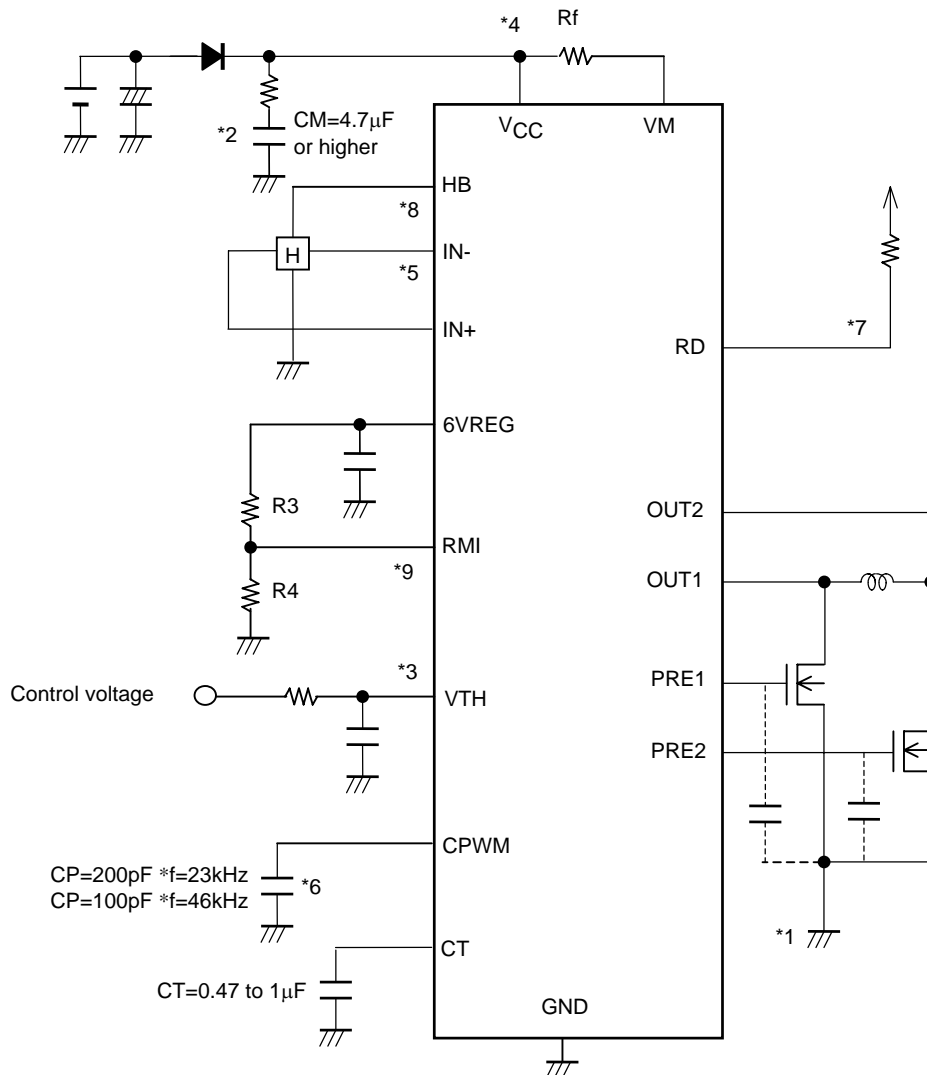 *4
Rf
VCC
VM
*2
CM=4.7μF
or higher
HB
*8
H
IN-
*5
IN+
*7
RD
6VREG
R3
OUT2
RMI
*9
R4
OUT1
*3
PRE1
Control voltage
VTH
PRE2
CPWM
CP=200pF *f=23kHz
CP=100pF *f=46kHz
*6
*1
CT
CT=0.47 to 1μF
GND